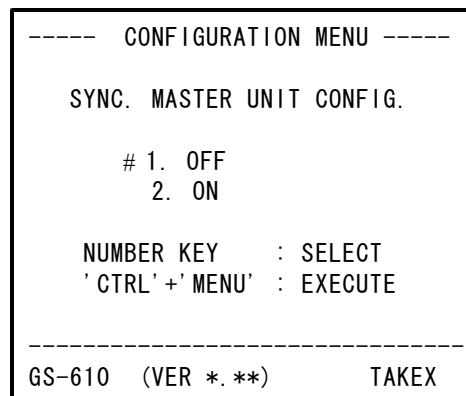 ----- CONFIGURATION MENU -----
SYNC. MASTER UNIT CONFIG.
# 1. OFF
2. ON
NUMBER KEY : SELECT
'CTRL'+'MENU' : EXECUTE
--------------------------------
GS-610 (VER *.**) TAKEX